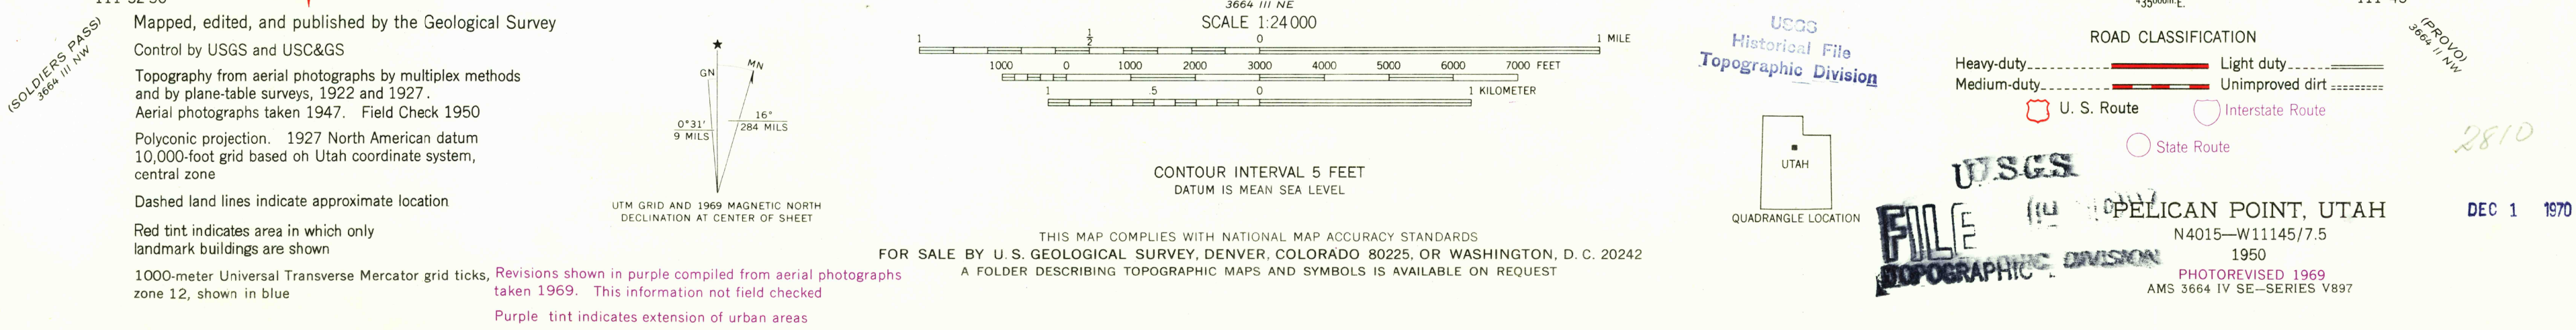 Mapped, edited, and published by the Geological Survey
Control by USGS and USC&GS
Topography from aerial photographs by multiplex methods
and by plane-table surveys, 1922 and 1927.
Aerial photographs taken 1947. Field Check 1950
Polyconic projection. 1927 North American datum
10,000-foot grid based on Utah coordinate system,
central zone
Dashed land lines indicate approximate location
Red tint indicates area in which only
landmark buildings are shown
1000-meter Universal Transverse Mercator grid ticks,
zone 12, shown in blue
Revisions shown in purple compiled from aerial photographs
taken 1969. This information not field checked
Purple tint indicates extension of urban areas
(SOLDIERS PASS)
3664 III NW
GN
MN
0°31′
9 MILS
16°
284 MILS
UTM GRID AND 1969 MAGNETIC NORTH
DECLINATION AT CENTER OF SHEET
3664 III NE
SCALE 1:24 000
1 ½ 0 1 MILE
1000 0 1000 2000 3000 4000 5000 6000 7000 FEET
1 .5 0 1 KILOMETER
CONTOUR INTERVAL 5 FEET
DATUM IS MEAN SEA LEVEL
THIS MAP COMPLIES WITH NATIONAL MAP ACCURACY STANDARDS
FOR SALE BY U. S. GEOLOGICAL SURVEY, DENVER, COLORADO 80225, OR WASHINGTON, D. C. 20242
A FOLDER DESCRIBING TOPOGRAPHIC MAPS AND SYMBOLS IS AVAILABLE ON REQUEST
USGS
Historical File
Topographic Division
UTAH
QUADRANGLE LOCATION
ROAD CLASSIFICATION
Heavy-duty Light duty
Medium-duty Unimproved dirt
U. S. Route Interstate Route
State Route
(PROVO)
3664 II NW
2810
U.S.G.S.
FILE
TOPOGRAPHIC DIVISION
PELICAN POINT, UTAH
N4015—W11145/7.5
1950
PHOTOREVISED 1969
AMS 3664 IV SE—SERIES V897
DEC 1 1970